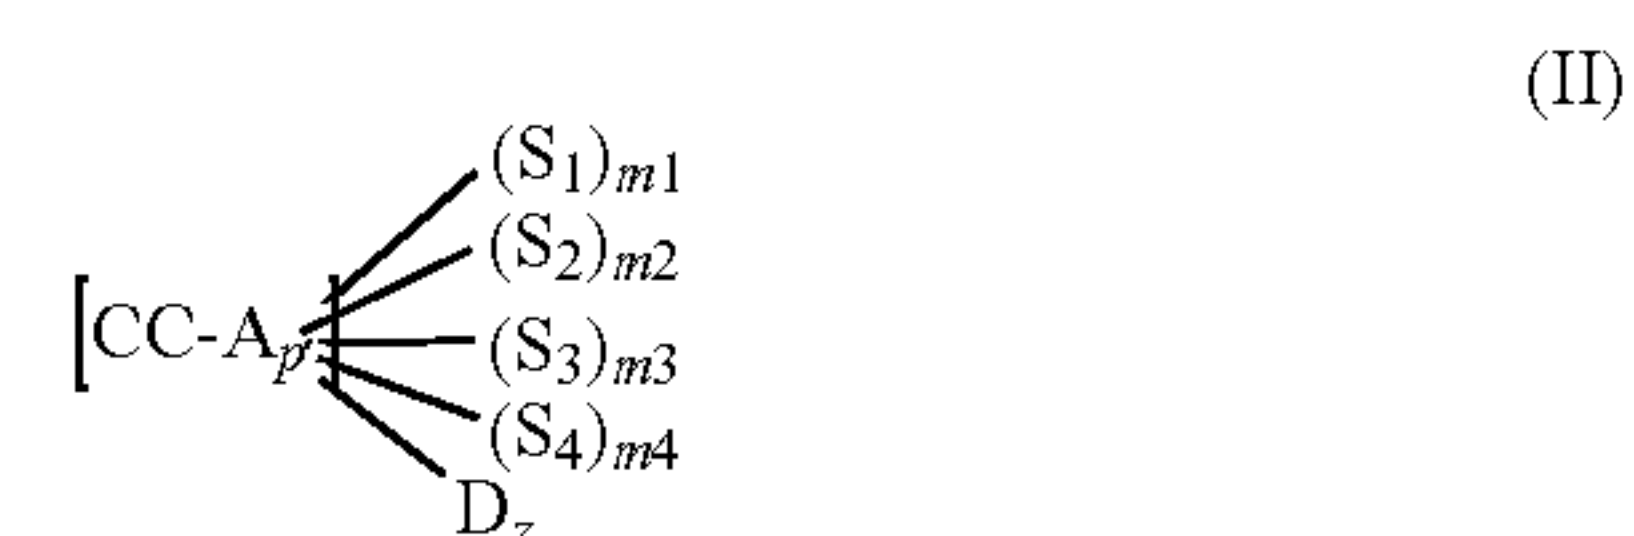 (II)
(S1)m1
(S2)m2
[CC-Ap']
(S3)m3
(S4)m4
Dz